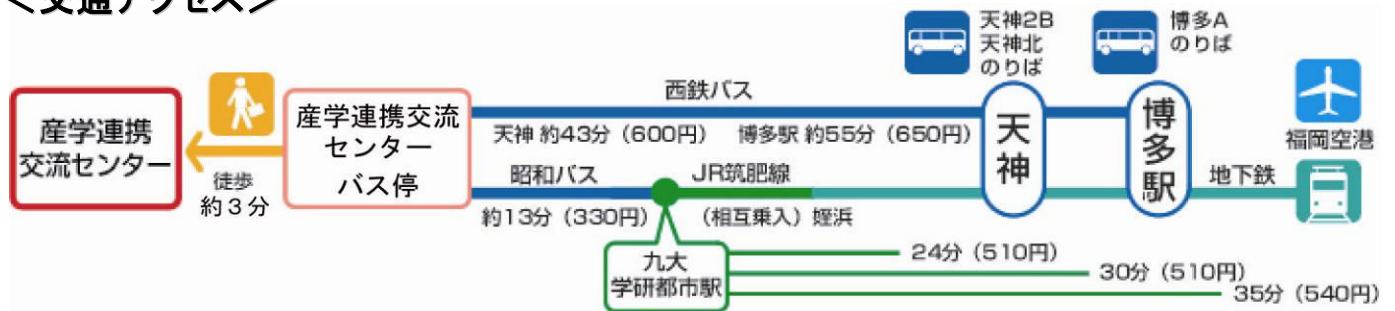 ＜交通アクセス＞
天神2B
天神北
のりば
博多A
のりば
産学連携
交流センター
徒歩
約３分
産学連携交流
センター
バス停
西鉄バス
天神 約43分（600円）
博多駅 約55分（650円）
天神
博多駅
福岡空港
昭和バス
JR筑肥線
地下鉄
約13分（330円）
（相互乗入）姪浜
九大
学研都市駅
24分（510円）
30分（510円）
35分（540円）